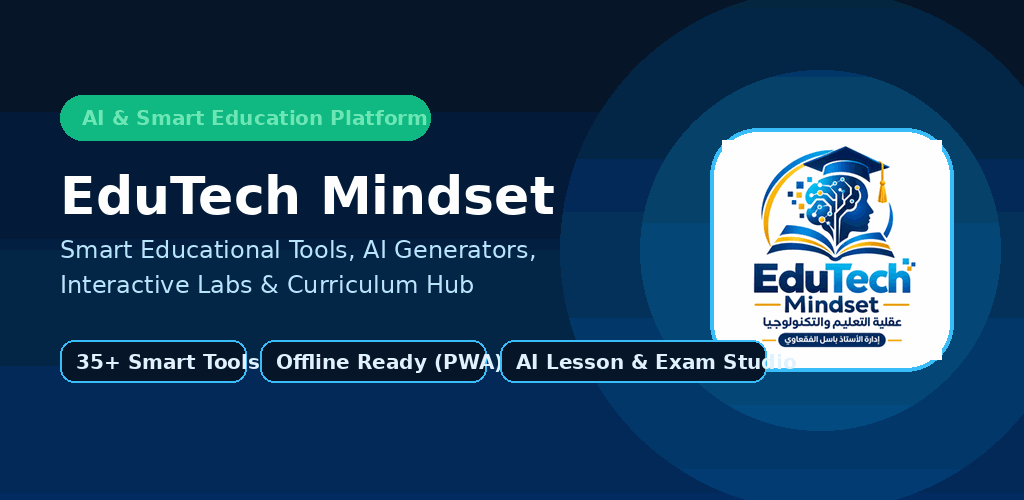 AI & Smart Education Platform
EduTech Mindset
Smart Educational Tools, AI Generators,
Interactive Labs & Curriculum Hub
35+ Smart Tools
Offline Ready (PWA)
AI Lesson & Exam Studio
EduTech
Mindset
عقلية التعليم والتكنولوجيا
إدارة الأستاذ باسل الفقعاوي